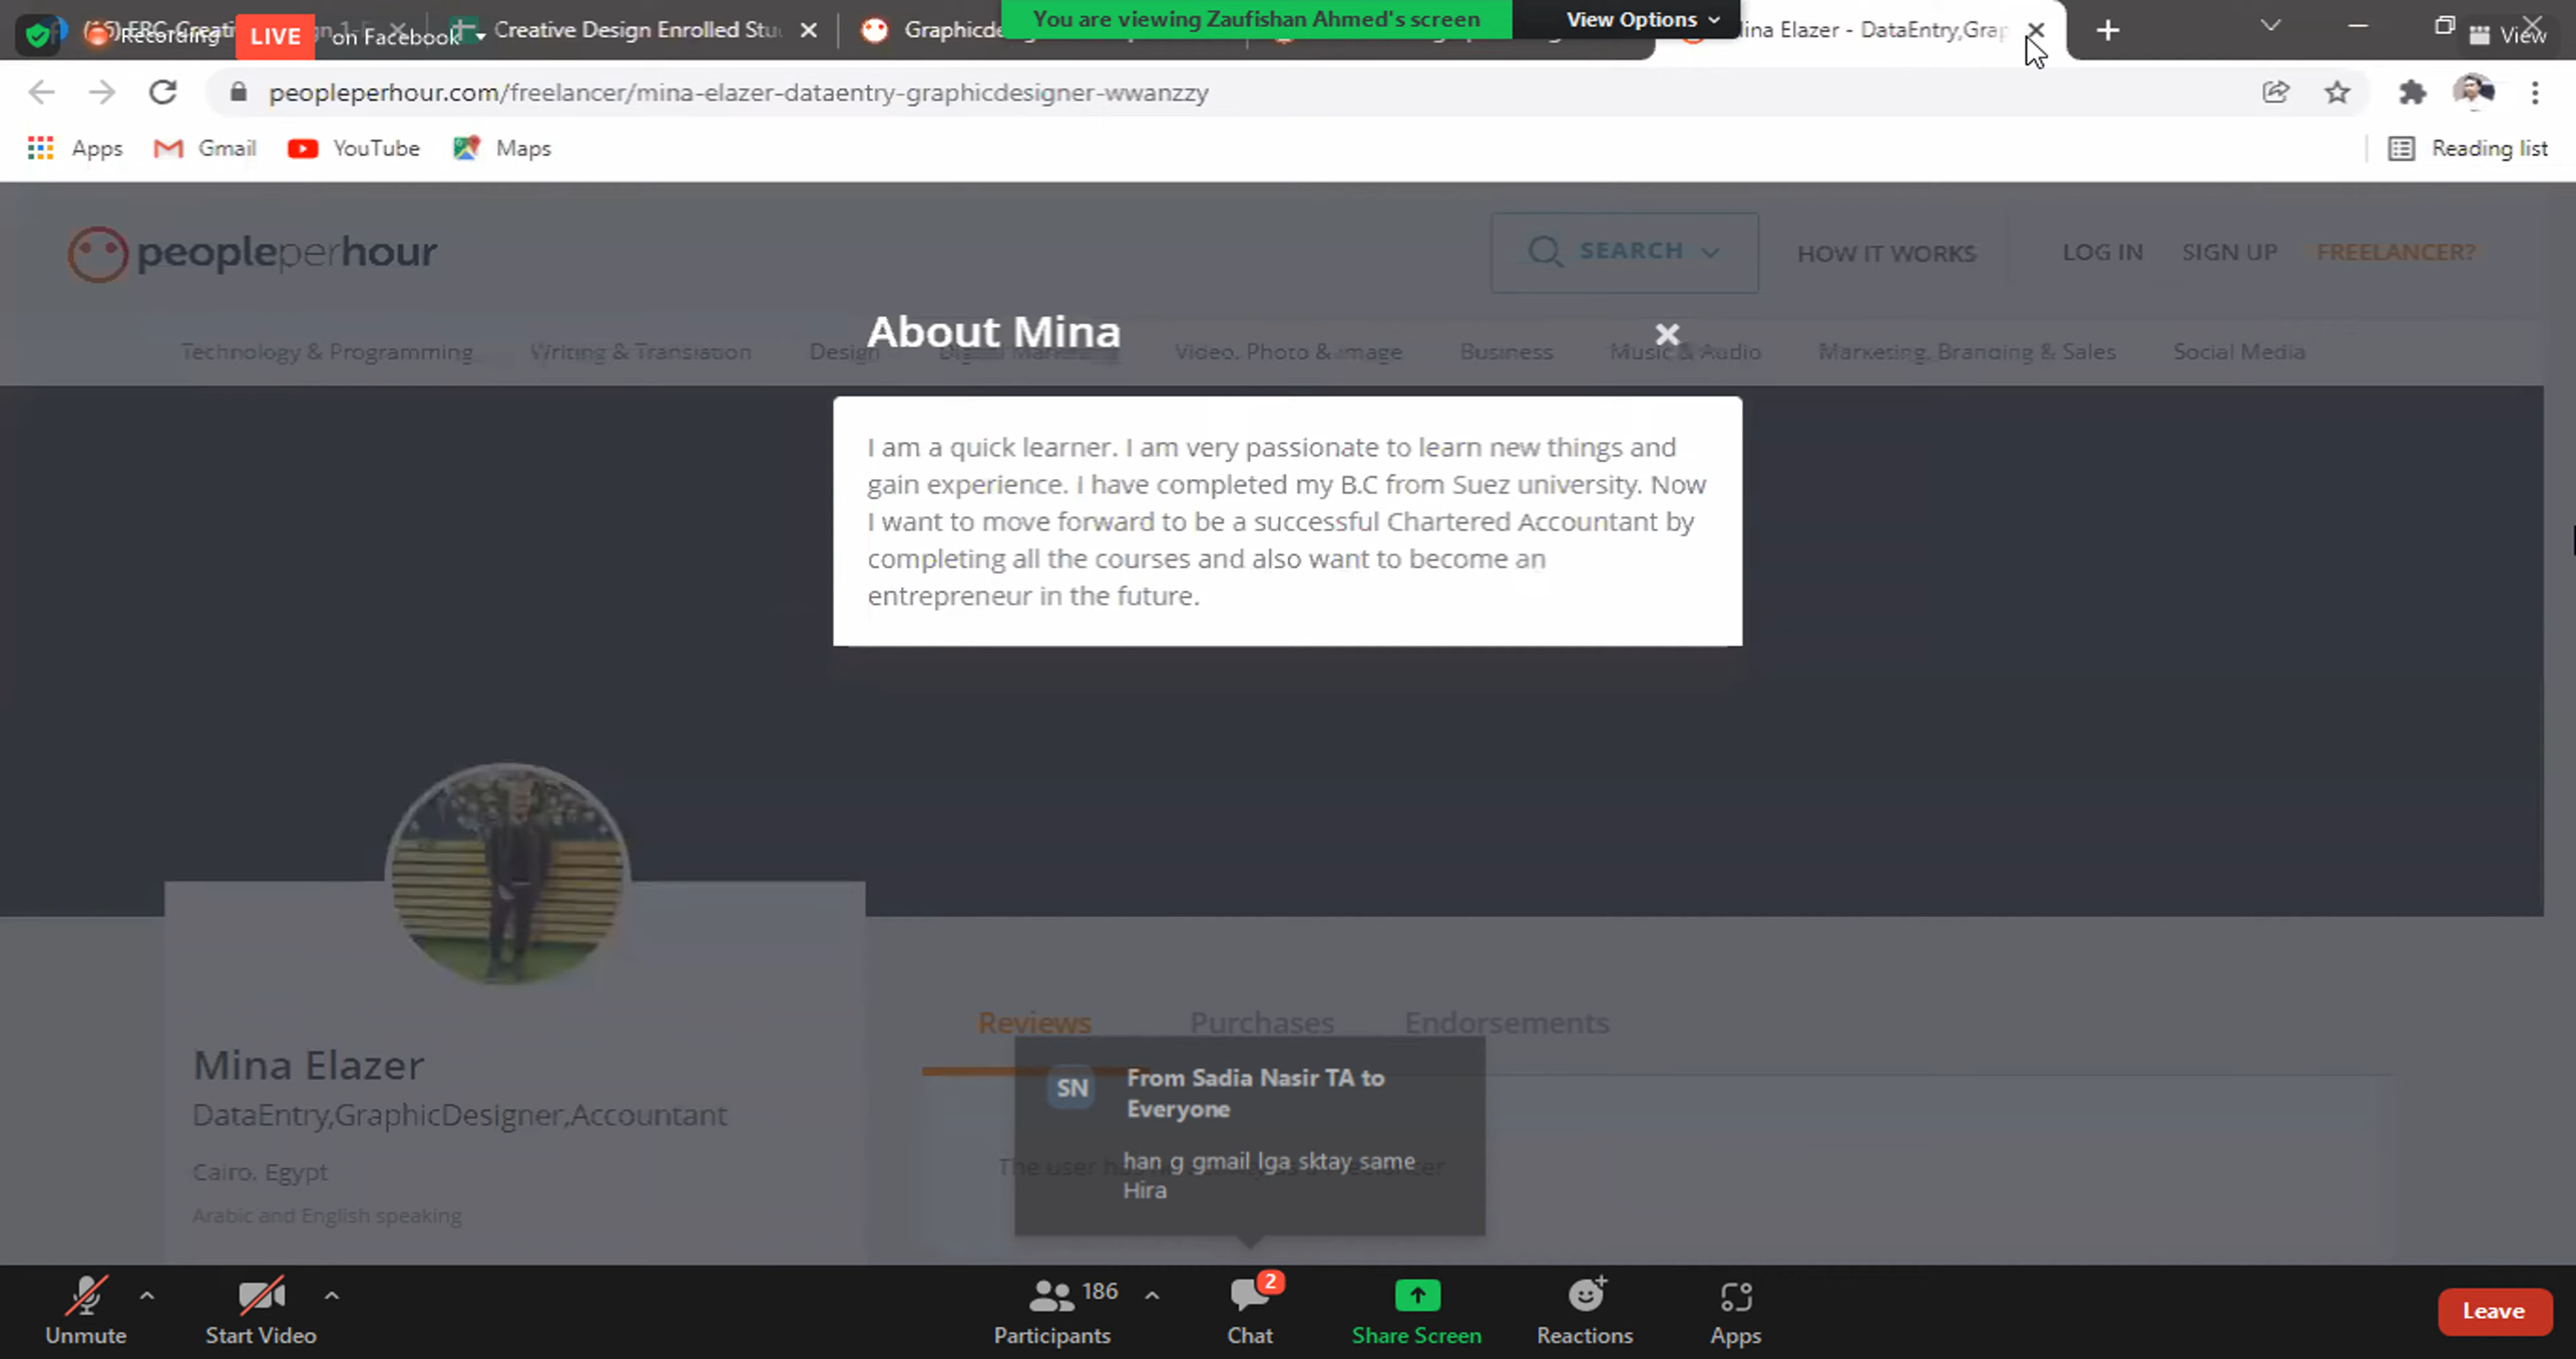 Recording
LIVE
on Facebook
Creative Design Enrolled Stu
You are viewing Zaufishan Ahmed's screen
View Options
Mina Elazer - DataEntry,Grap
View
peopleperhour.com/freelancer/mina-elazer-dataentry-graphicdesigner-wwanzzy
Apps
Gmail
YouTube
Maps
Reading list
peopleperhour
SEARCH
HOW IT WORKS
LOG IN
SIGN UP
FREELANCER?
About Mina
Technology & Programming
Writing & Translation
Design
Digital Marketing
Video, Photo & Image
Business
Music & Audio
Marketing, Branding & Sales
Social Media
I am a quick learner. I am very passionate to learn new things and
gain experience. I have completed my B.C from Suez university. Now
I want to move forward to be a successful Chartered Accountant by
completing all the courses and also want to become an
entrepreneur in the future.
Reviews
Purchases
Endorsements
Mina Elazer
DataEntry,GraphicDesigner,Accountant
Cairo, Egypt
Arabic and English speaking
SN
From Sadia Nasir TA to
Everyone
han g gmail lga sktay same
Hira
The user
Unmute
Start Video
186
Participants
2
Chat
Share Screen
Reactions
Apps
Leave